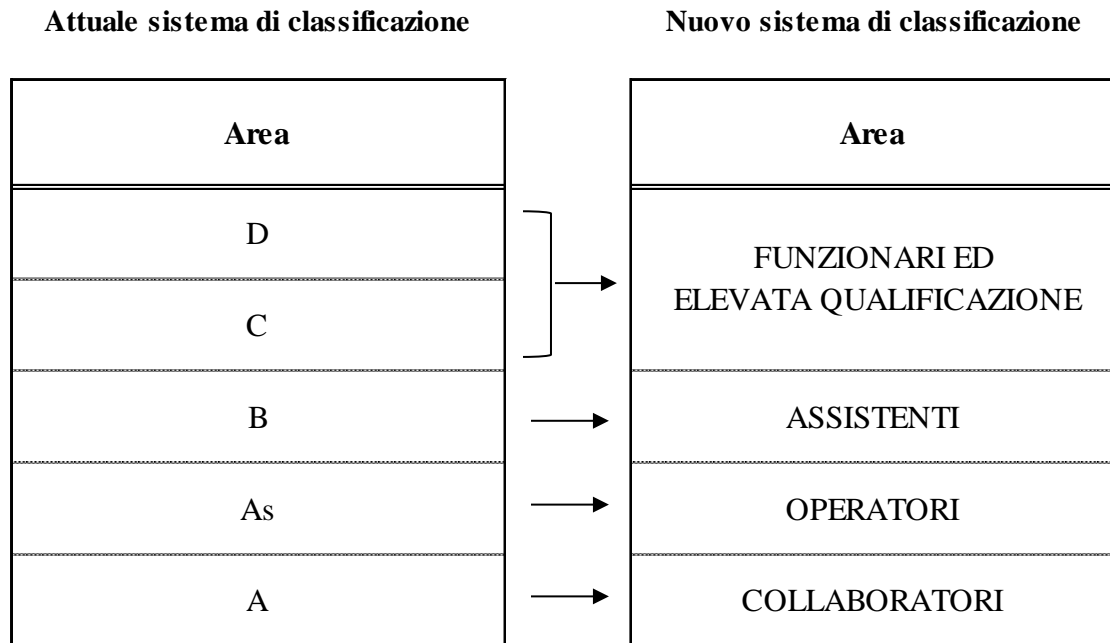 Attuale sistema di classificazione
Nuovo sistema di classificazione
Area
Area
D
C
FUNZIONARI ED
ELEVATA QUALIFICAZIONE
B
ASSISTENTI
As
OPERATORI
A
COLLABORATORI